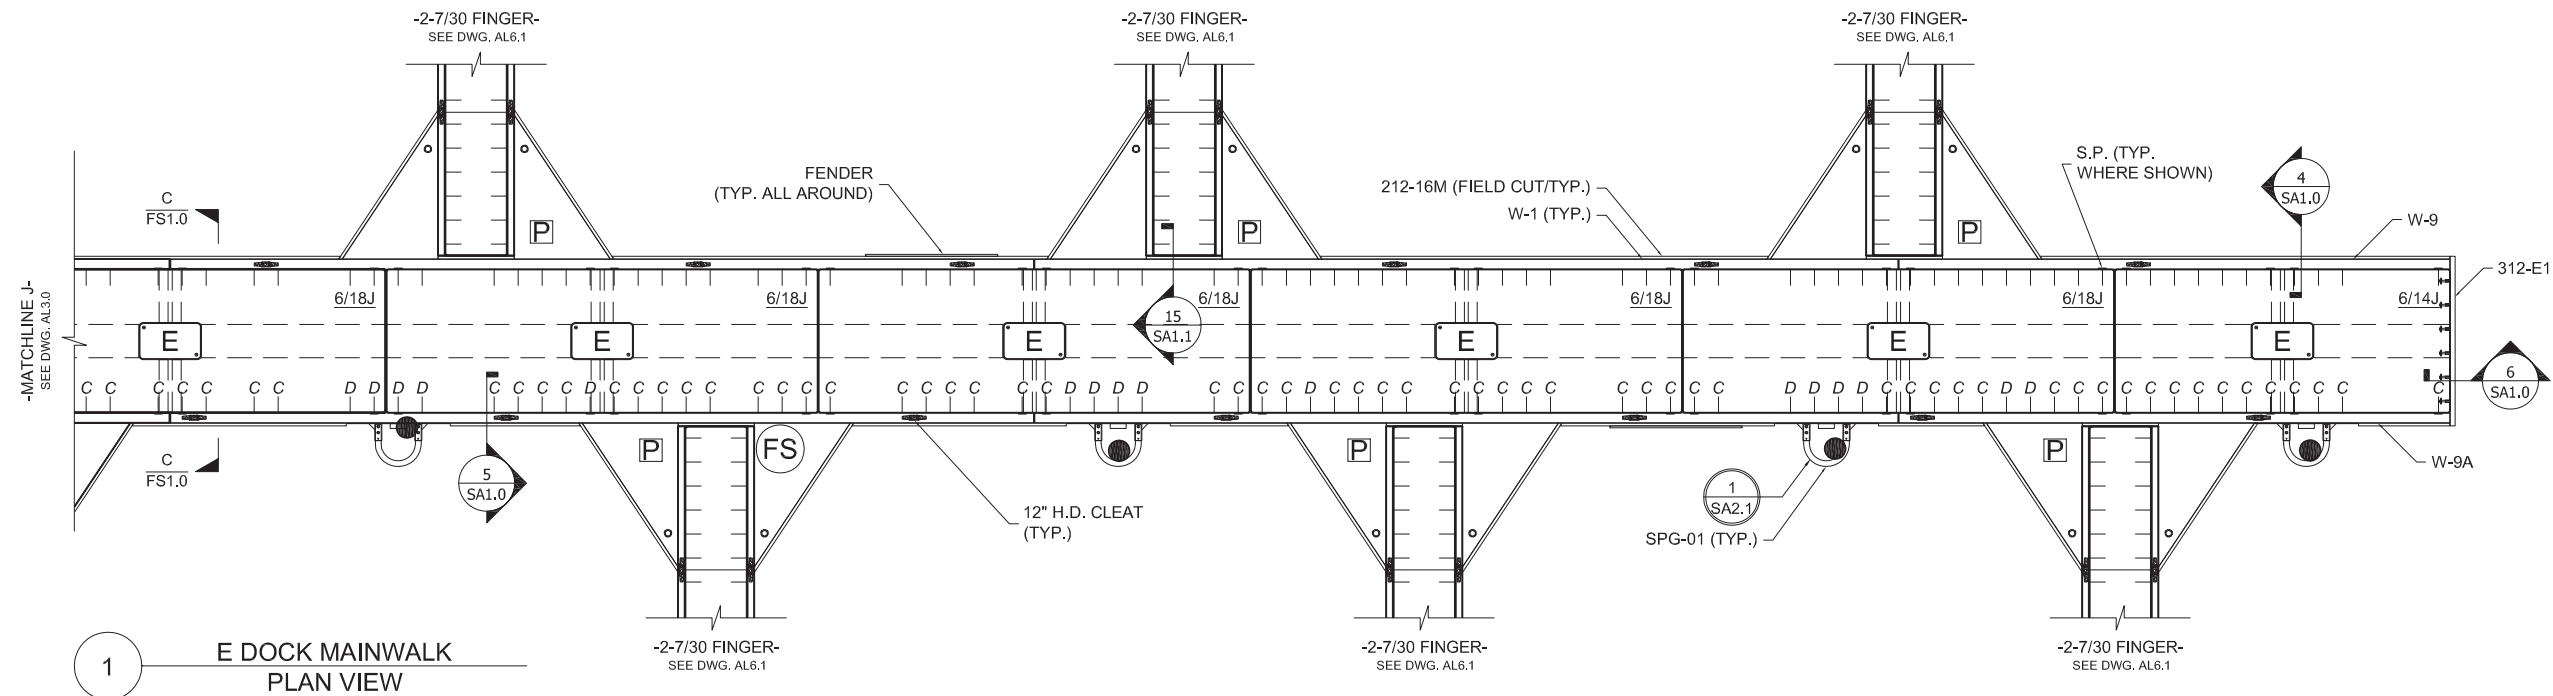 -2-7/30 FINGER-
SEE DWG. AL6.1
-2-7/30 FINGER-
SEE DWG. AL6.1
-2-7/30 FINGER-
SEE DWG. AL6.1
C
FS1.0
FENDER
(TYP. ALL AROUND)
212-16M (FIELD CUT/TYP.)
W-1 (TYP.)
S.P. (TYP.
WHERE SHOWN)
4
SA1.0
W-9
312-E1
P P P
-MATCHLINE J-
SEE DWG. AL3.0
6/18J 6/18J 6/18J 6/18J 6/18J 6/14J
15
SA1.1
E E E E E E
C C C C C C C D D D D C C C C D C C C C C C C C C C C C C C C D D D D C C C C D C C C C C C C C C C C C C C D D D D C C C C C D D C C C C C C C C C C C C C C
6
SA1.0
C
FS1.0
5
SA1.0
P FS P P
12" H.D. CLEAT
(TYP.)
1
SA2.1
SPG-01 (TYP.)
W-9A
-2-7/30 FINGER-
SEE DWG. AL6.1
-2-7/30 FINGER-
SEE DWG. AL6.1
-2-7/30 FINGER-
SEE DWG. AL6.1
1
E DOCK MAINWALK
PLAN VIEW